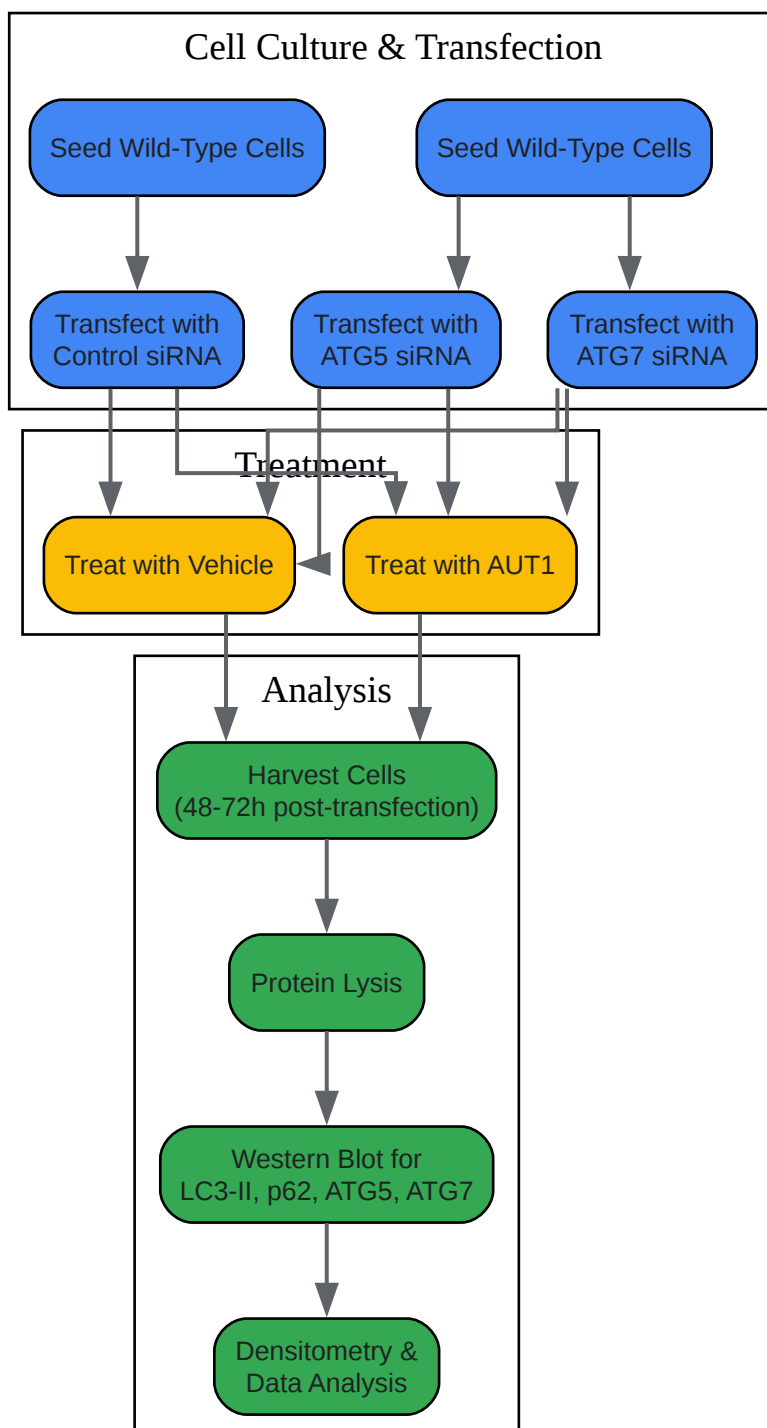 Cell Culture & Transfection
Seed Wild-Type Cells
Seed Wild-Type Cells
Transfect with
Control siRNA
Transfect with
ATG5 siRNA
Transfect with
ATG7 siRNA
Treatment
Treat with Vehicle
Treat with AUT1
Analysis
Harvest Cells
(48-72h post-transfection)
Protein Lysis
Western Blot for
LC3-II, p62, ATG5, ATG7
Densitometry &
Data Analysis